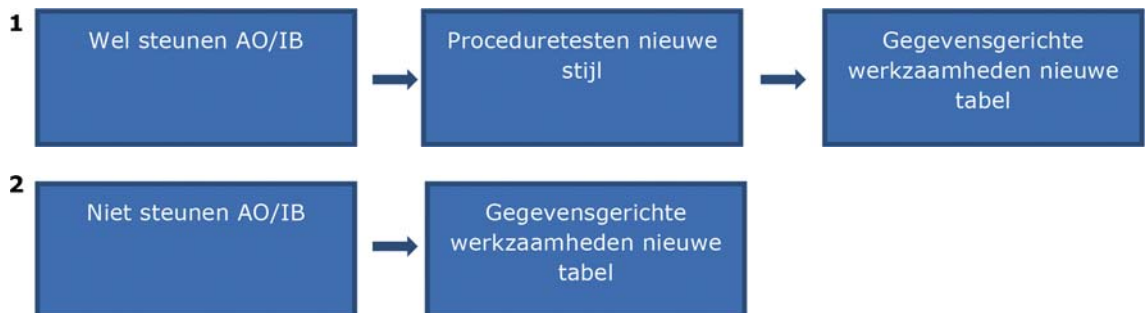 1
Wel steunen AO/IB
Proceduretesten nieuwe
stijl
Gegevensgerichte
werkzaamheden nieuwe
tabel
2
Niet steunen AO/IB
Gegevensgerichte
werkzaamheden nieuwe
tabel